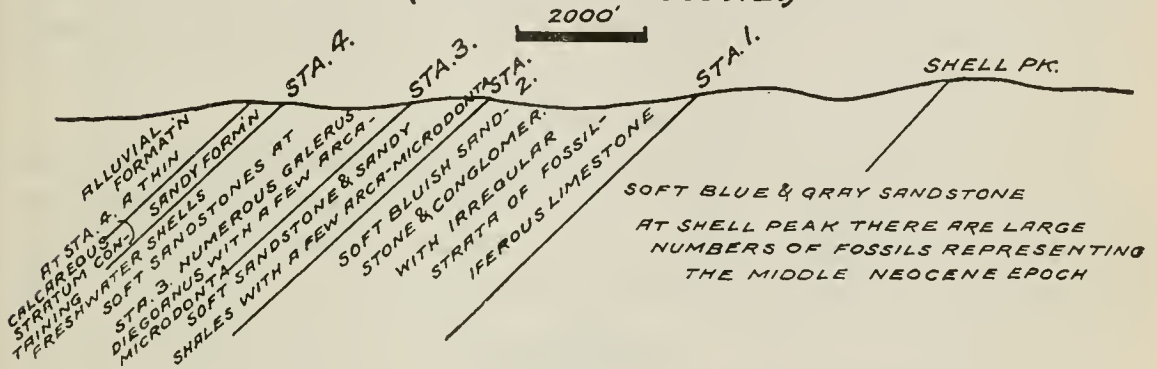 2000'
STA. 4.
STA. 3.
STA.
2.
STA. 1.
SHELL PK.
ALLUVIAL
FORMAT'N
AT STA. 4. A THIN
CALCAREOUS
STRATUM CON-
TAINING
FRESHWATER SHELLS
SANDY FORM'N
SOFT SANDSTONES AT
STA. 3. NUMEROUS GALERUS
DIEGOANUS WITH A FEW ARCA-
MICRODONTA
SOFT SANDSTONE & SANDY
SHALES WITH A FEW ARCA-MICRODONTA
SOFT BLUISH SAND-
STONE & CONGLOMER.
WITH IRREGULAR
STRATA OF FOSSIL-
IFEROUS LIMESTONE
SOFT BLUE & GRAY SANDSTONE
AT SHELL PEAK THERE ARE LARGE
NUMBERS OF FOSSILS REPRESENTING
THE MIDDLE NEOCENE EPOCH